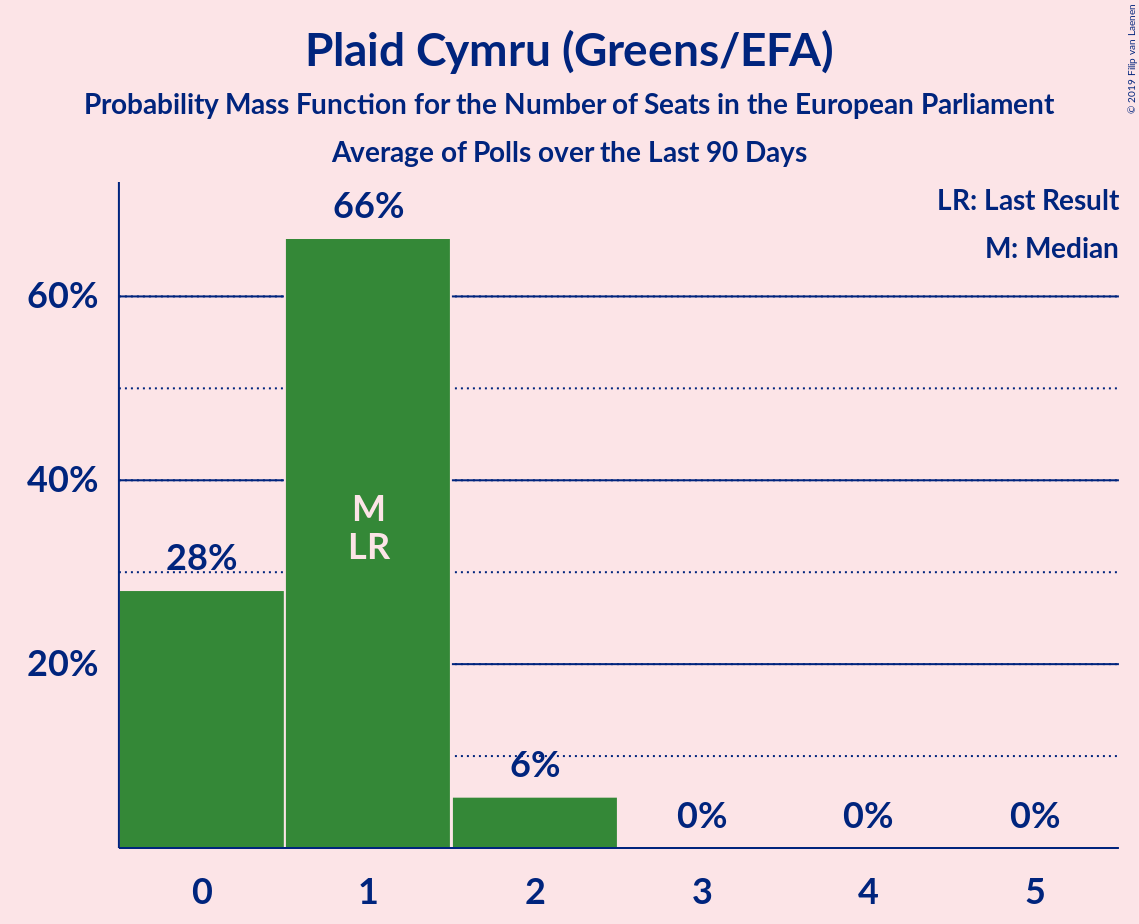 Plaid Cymru (Greens/EFA)
Probability Mass Function for the Number of Seats in the European Parliament
Average of Polls over the Last 90 Days
© 2019 Filip van Laenen
LR: Last Result
M: Median
66%
60%
40%
M
LR
28%
20%
6%
0%
0%
0%
0
1
2
3
4
5